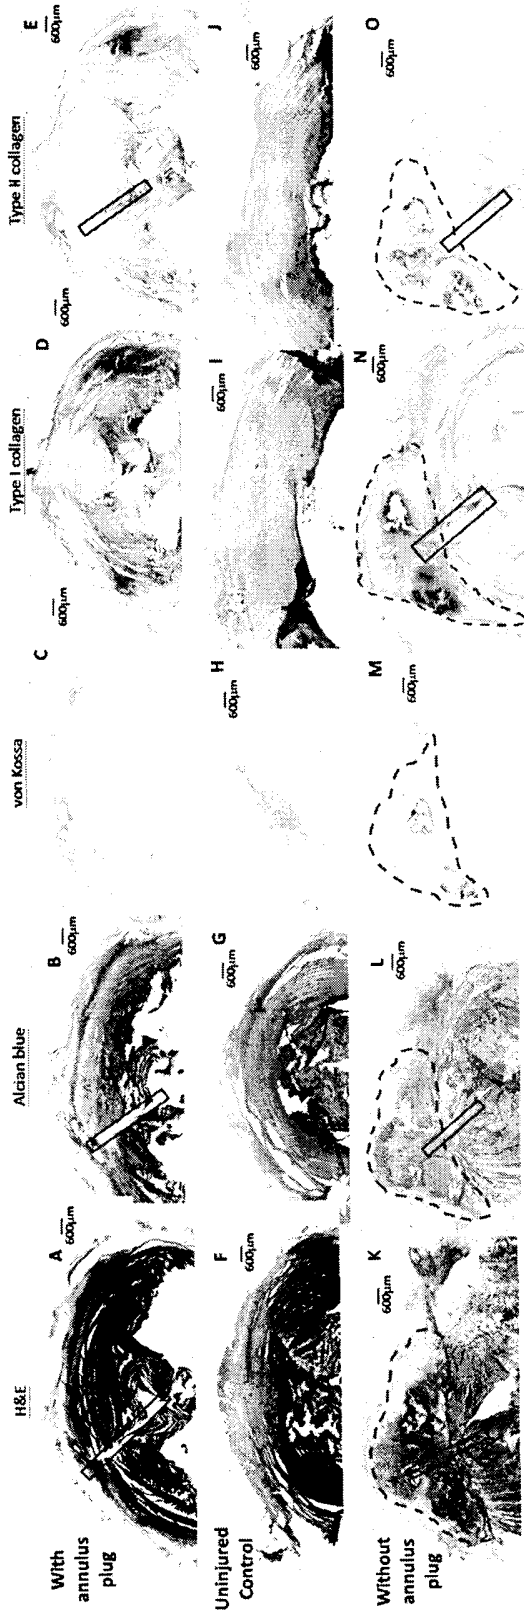 H&E
Alcian blue
von Kossa
Type I collagen
Type II collagen
With
annulus
plug
A
600µm
B
600µm
C
D
600µm
E
600µm
600µm
Uninjured
Control
F
600µm
G
600µm
H
600µm
I
600µm
J
600µm
Without
annulus
plug
K
600µm
L
600µm
M
600µm
N
600µm
O
600µm